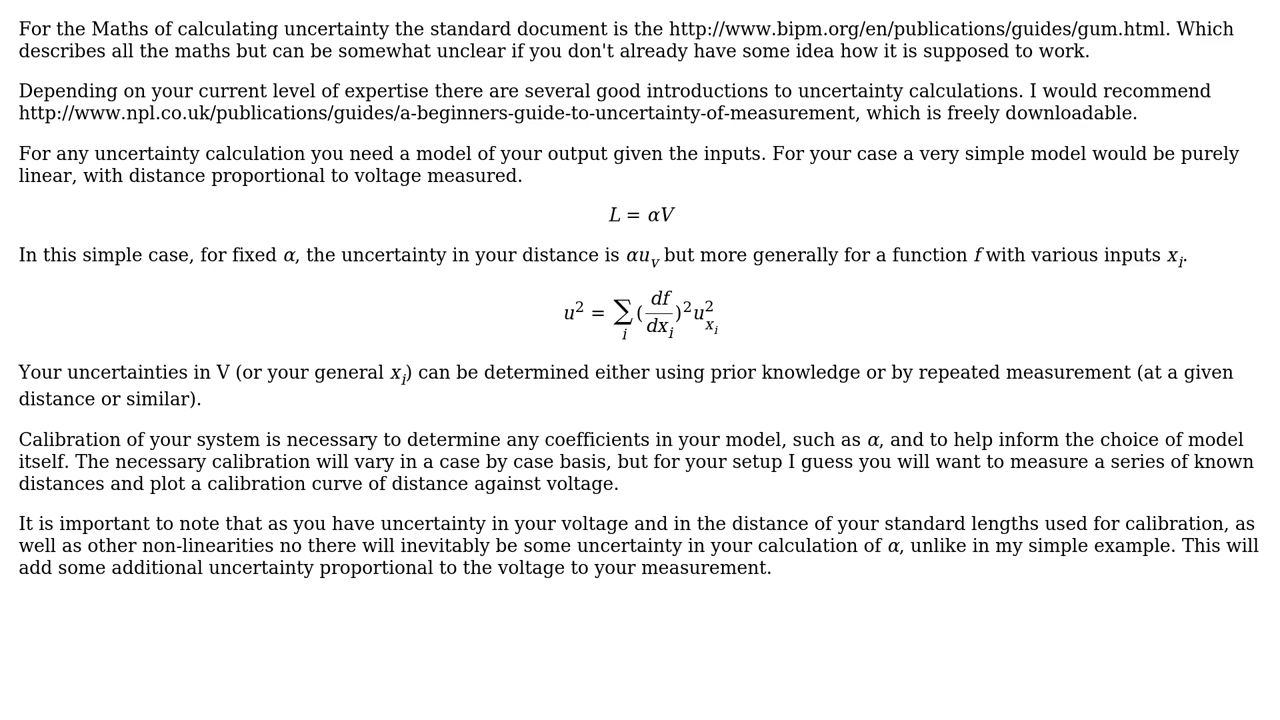 For the Maths of calculating uncertainty the standard document is the http://www.bipm.org/en/publications/guides/gum.html. Which
describes all the maths but can be somewhat unclear if you don't already have some idea how it is supposed to work.
Depending on your current level of expertise there are several good introductions to uncertainty calculations. I would recommend
http://www.npl.co.uk/publications/guides/a-beginners-guide-to-uncertainty-of-measurement, which is freely downloadable.
For any uncertainty calculation you need a model of your output given the inputs. For your case a very simple model would be purely
linear, with distance proportional to voltage measured.
L = αV
In this simple case, for fixed α, the uncertainty in your distance is αu_v but more generally for a function f with various inputs x_i.
u^2 = ∑_i (df/dx_i)^2 u^2_{x_i}
Your uncertainties in V (or your general x_i) can be determined either using prior knowledge or by repeated measurement (at a given
distance or similar).
Calibration of your system is necessary to determine any coefficients in your model, such as α, and to help inform the choice of model
itself. The necessary calibration will vary in a case by case basis, but for your setup I guess you will want to measure a series of known
distances and plot a calibration curve of distance against voltage.
It is important to note that as you have uncertainty in your voltage and in the distance of your standard lengths used for calibration, as
well as other non-linearities no there will inevitably be some uncertainty in your calculation of α, unlike in my simple example. This will
add some additional uncertainty proportional to the voltage to your measurement.